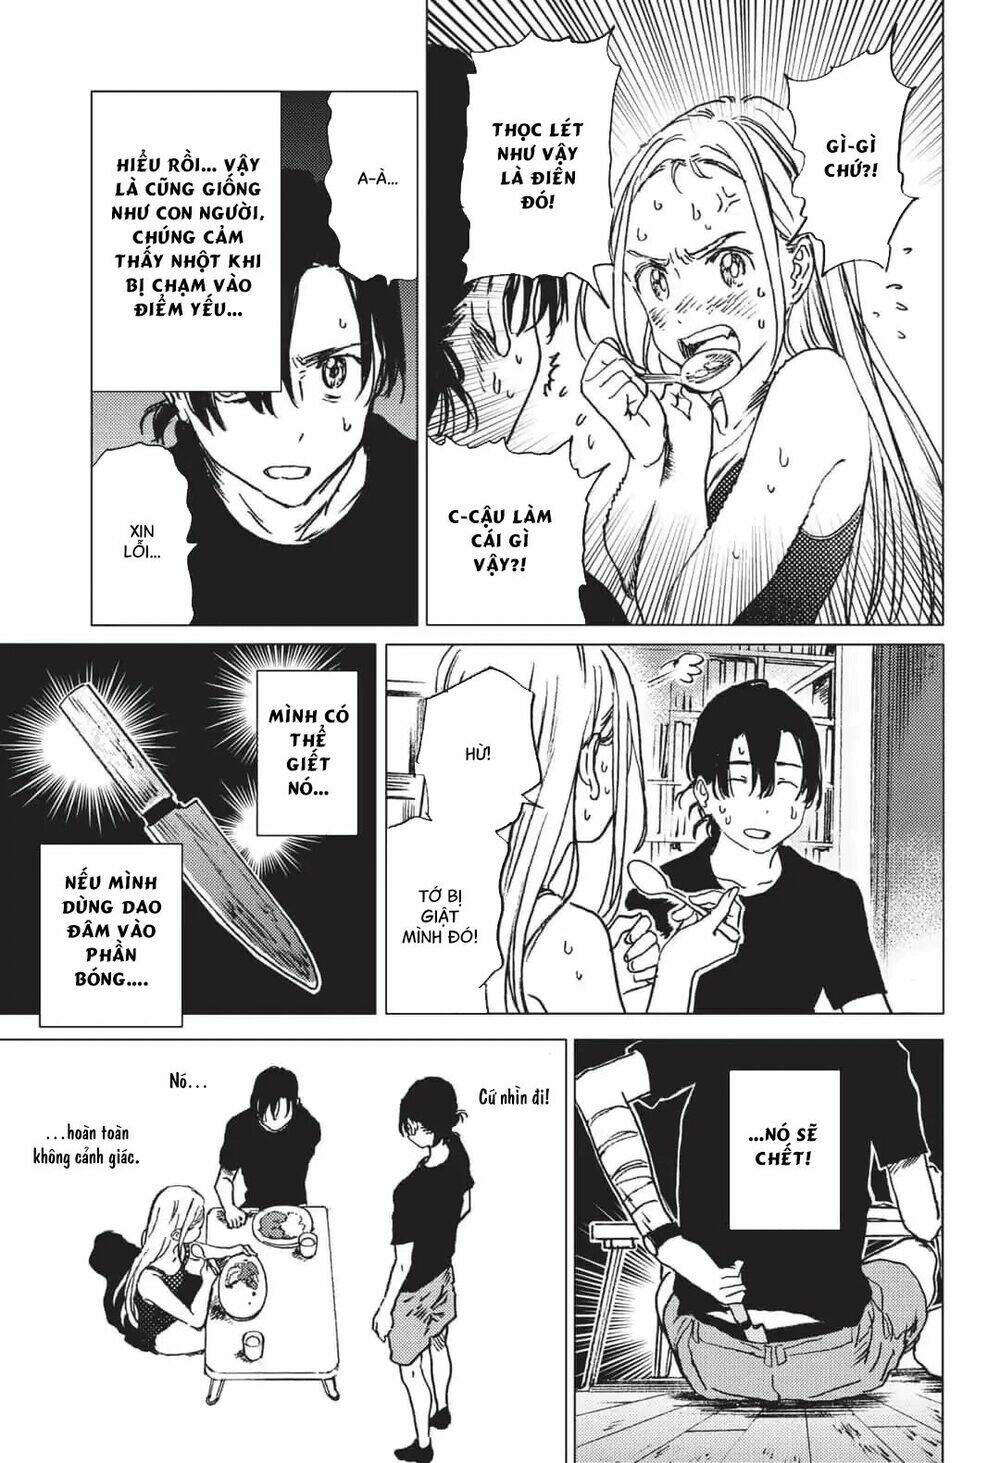 GÌ-GÌ
CHỨ?!
THỌC LÉT
NHƯ VẬY
LÀ ĐIÊN
ĐÓ!
C-CẬU LÀM
CÁI GÌ
VẬY?!
A-À...
HIỂU RỒI... VẬY
LÀ CŨNG GIỐNG
NHƯ CON NGƯỜI,
CHÚNG CẢM
THẤY NHỘT KHI
BỊ CHẠM VÀO
ĐIỂM YẾU...
XIN
LỖI...
HỪ!
TỚ BỊ
GIẬT
MÌNH ĐÓ!
MÌNH CÓ
THỂ
GIẾT
NÓ...
NẾU MÌNH
DÙNG DAO
ĐÂM VÀO
PHẦN
BÓNG....
...NÓ SẼ
CHẾT!
Cứ nhìn đi!
Nó...
...hoàn toàn
không cảnh giác.